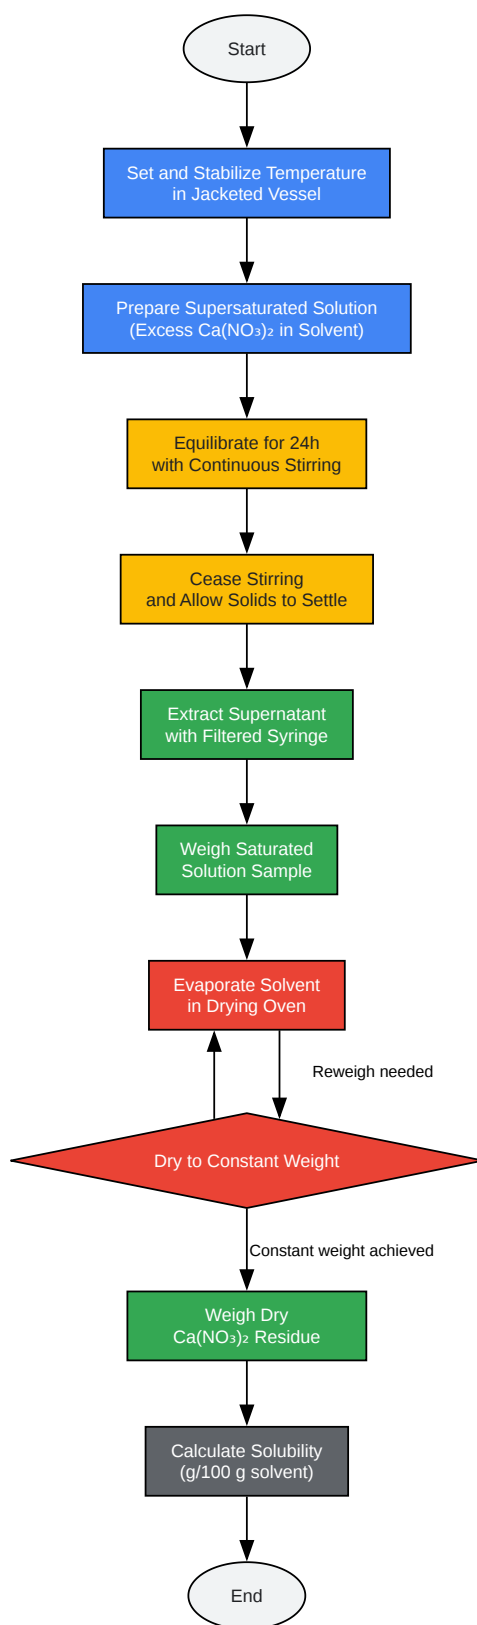 Start
Set and Stabilize Temperature
in Jacketed Vessel
Prepare Supersaturated Solution
(Excess Ca(NO₃)₂ in Solvent)
Equilibrate for 24h
with Continuous Stirring
Cease Stirring
and Allow Solids to Settle
Extract Supernatant
with Filtered Syringe
Weigh Saturated
Solution Sample
Evaporate Solvent
in Drying Oven
Reweigh needed
Dry to Constant Weight
Constant weight achieved
Weigh Dry
Ca(NO₃)₂ Residue
Calculate Solubility
(g/100 g solvent)
End